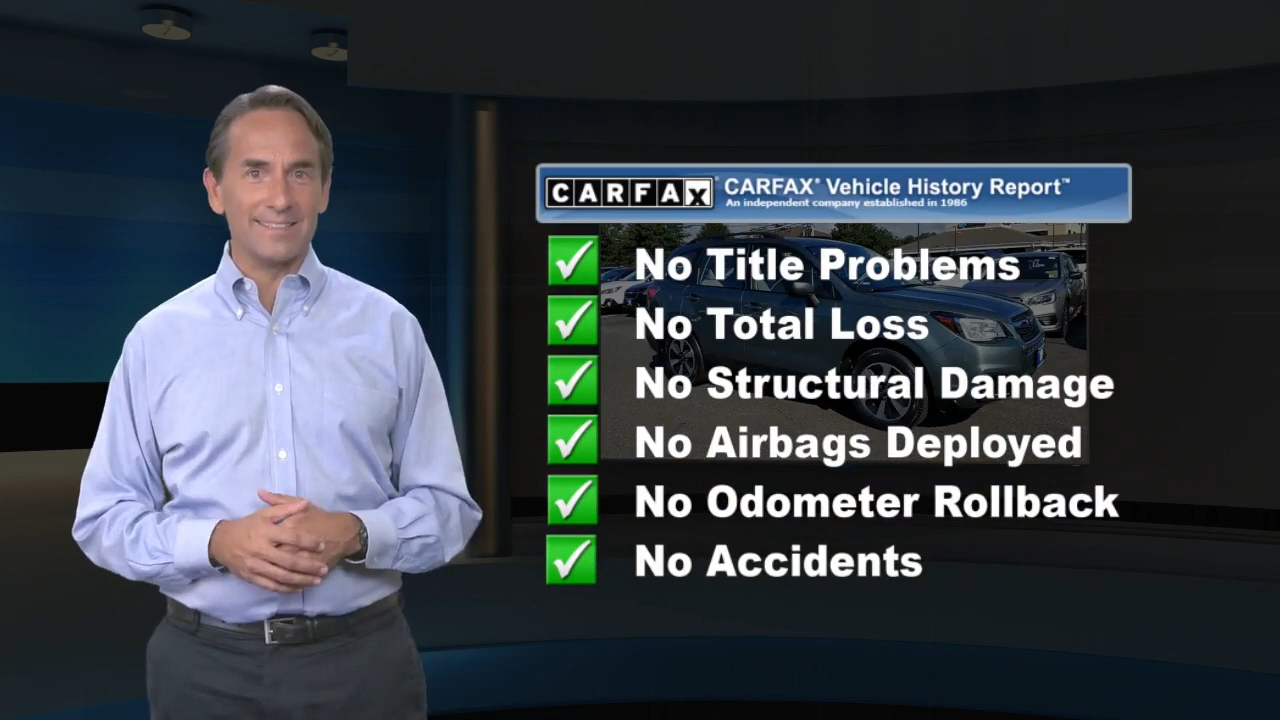 CARFAX® CARFAX® Vehicle History Report™
An independent company established in 1986
No Title Problems
No Total Loss
No Structural Damage
No Airbags Deployed
No Odometer Rollback
No Accidents